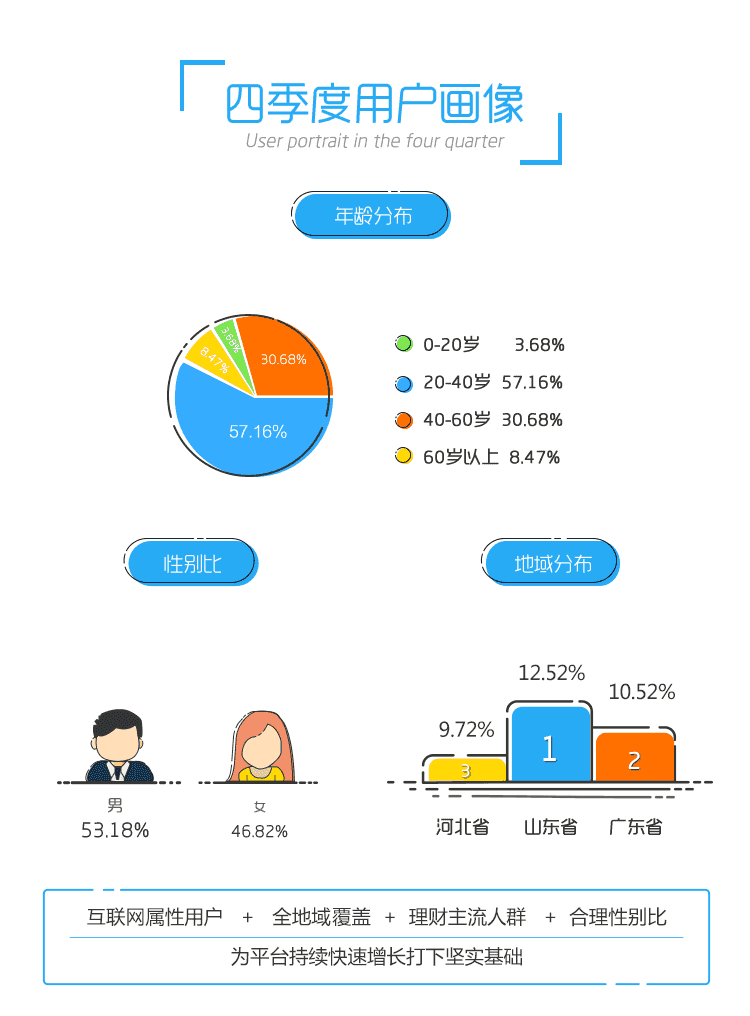 四季度用户画像
User portrait in the four quarter
年龄分布
3.68%
8.47%
30.68%
57.16%
0-20岁 3.68%
20-40岁 57.16%
40-60岁 30.68%
60岁以上 8.47%
性别比
地域分布
男
53.18%
女
46.82%
12.52%
10.52%
9.72%
1
2
3
河北省 山东省 广东省
互联网属性用户 + 全地域覆盖 + 理财主流人群 + 合理性别比
为平台持续快速增长打下坚实基础